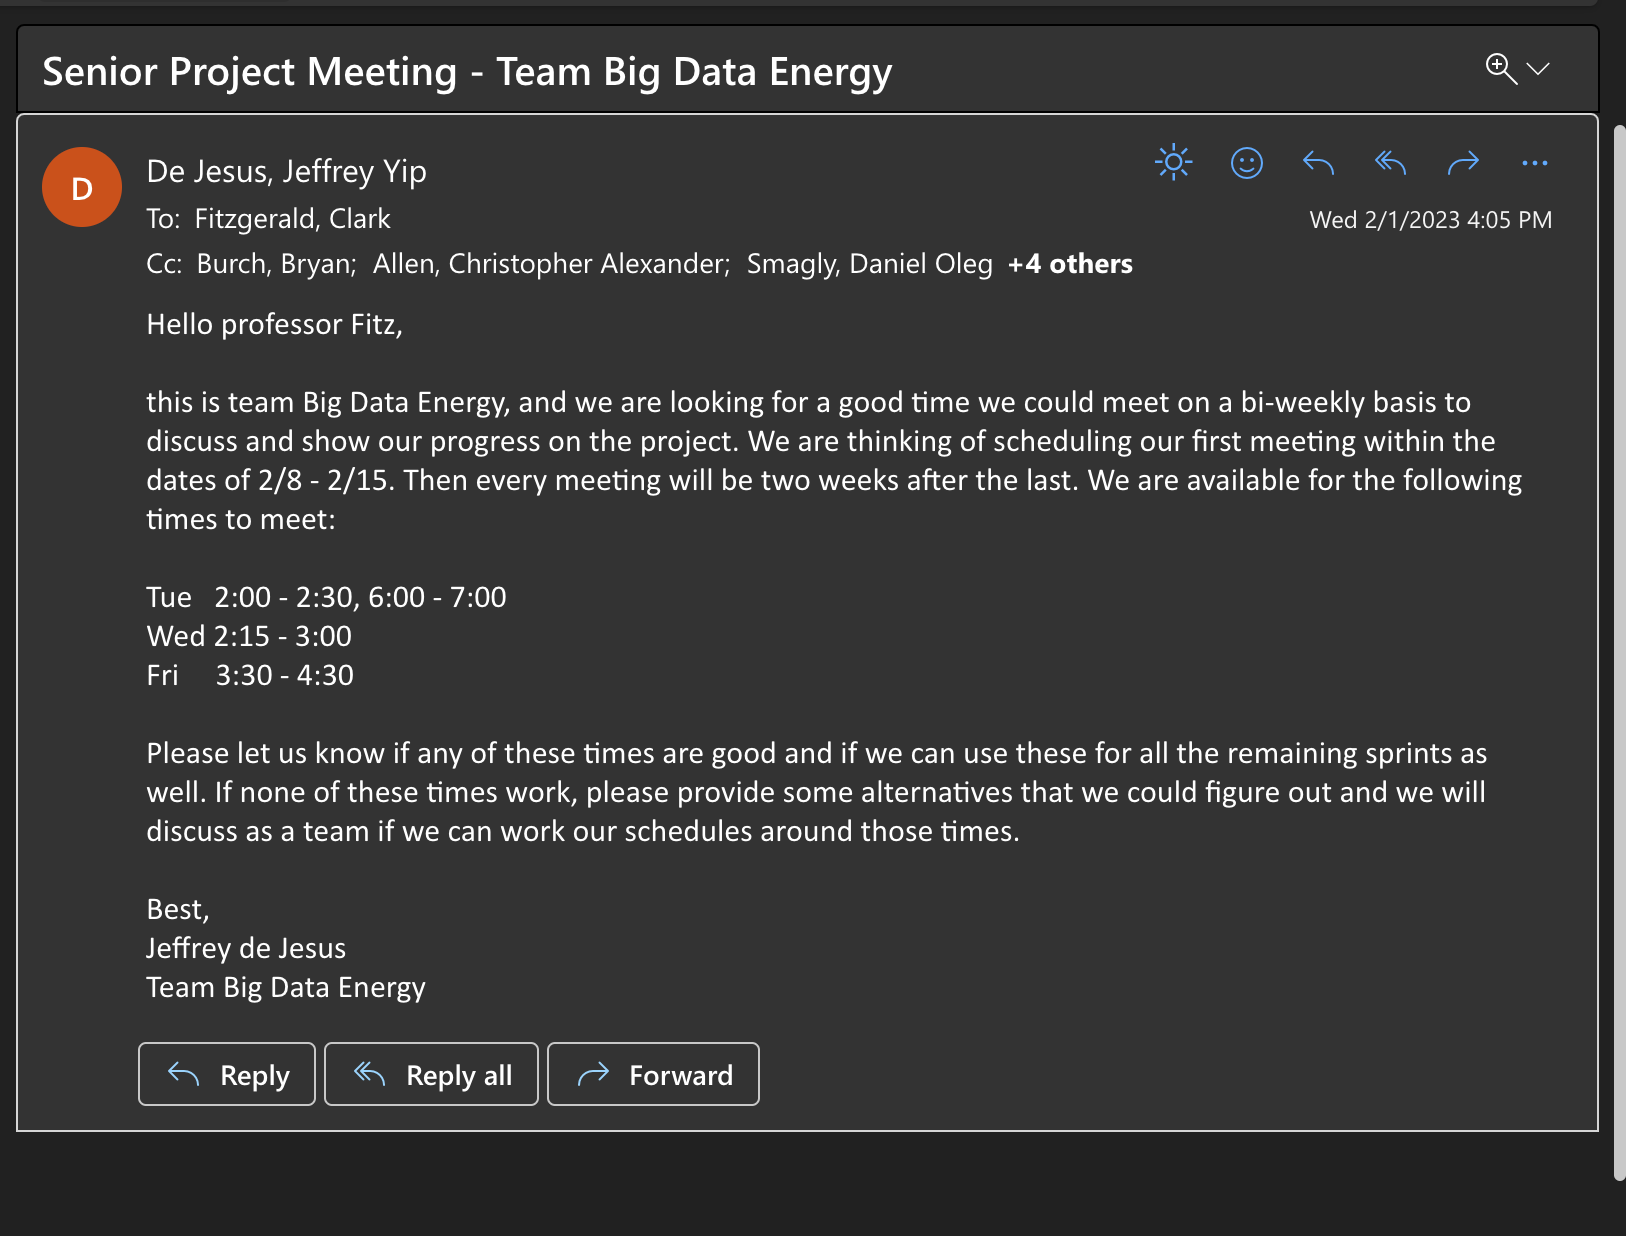 Senior Project Meeting - Team Big Data Energy
D
De Jesus, Jeffrey Yip
To: Fitzgerald, Clark
Wed 2/1/2023 4:05 PM
Cc: Burch, Bryan; Allen, Christopher Alexander; Smagly, Daniel Oleg +4 others
Hello professor Fitz,
this is team Big Data Energy, and we are looking for a good time we could meet on a bi-weekly basis to
discuss and show our progress on the project. We are thinking of scheduling our first meeting within the
dates of 2/8 - 2/15. Then every meeting will be two weeks after the last. We are available for the following
times to meet:
Tue 2:00 - 2:30, 6:00 - 7:00
Wed 2:15 - 3:00
Fri 3:30 - 4:30
Please let us know if any of these times are good and if we can use these for all the remaining sprints as
well. If none of these times work, please provide some alternatives that we could figure out and we will
discuss as a team if we can work our schedules around those times.
Best,
Jeffrey de Jesus
Team Big Data Energy
Reply Reply all Forward